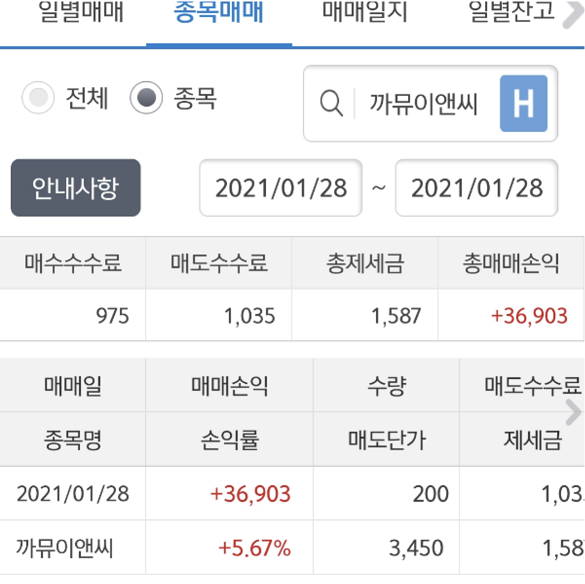 일별매매 종목매매 매매일지 일별잔고
전체 종목 까뮤이앤씨 H
안내사항 2021/01/28 ~ 2021/01/28
매수수수료 매도수수료 총제세금 총매매손익
975 1,035 1,587 +36,903
매매일 매매손익 수량 매도수수료
종목명 손익률 매도단가 제세금
2021/01/28 +36,903 200 1,03
까뮤이앤씨 +5.67% 3,450 1,58